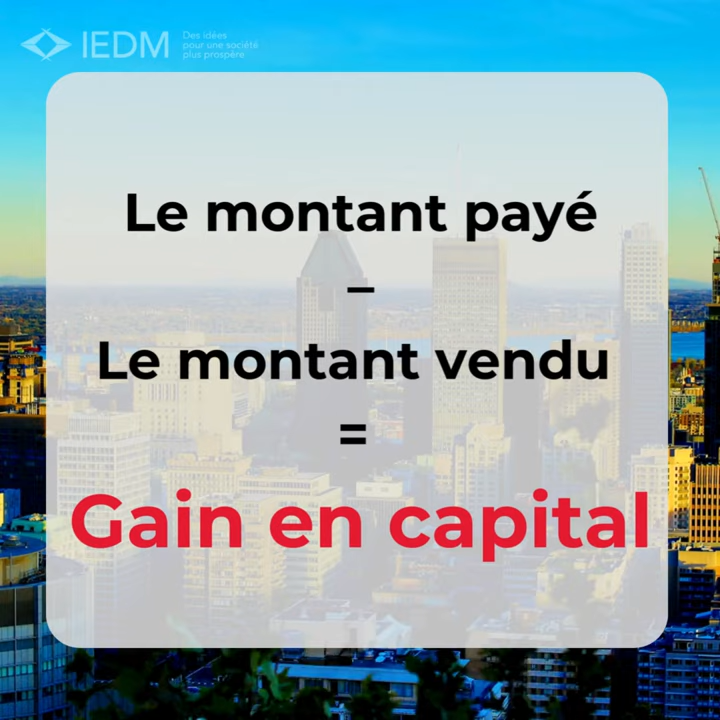 IEDM
Des idées
pour une société
plus prospère
Le montant payé
–
Le montant vendu
=
Gain en capital